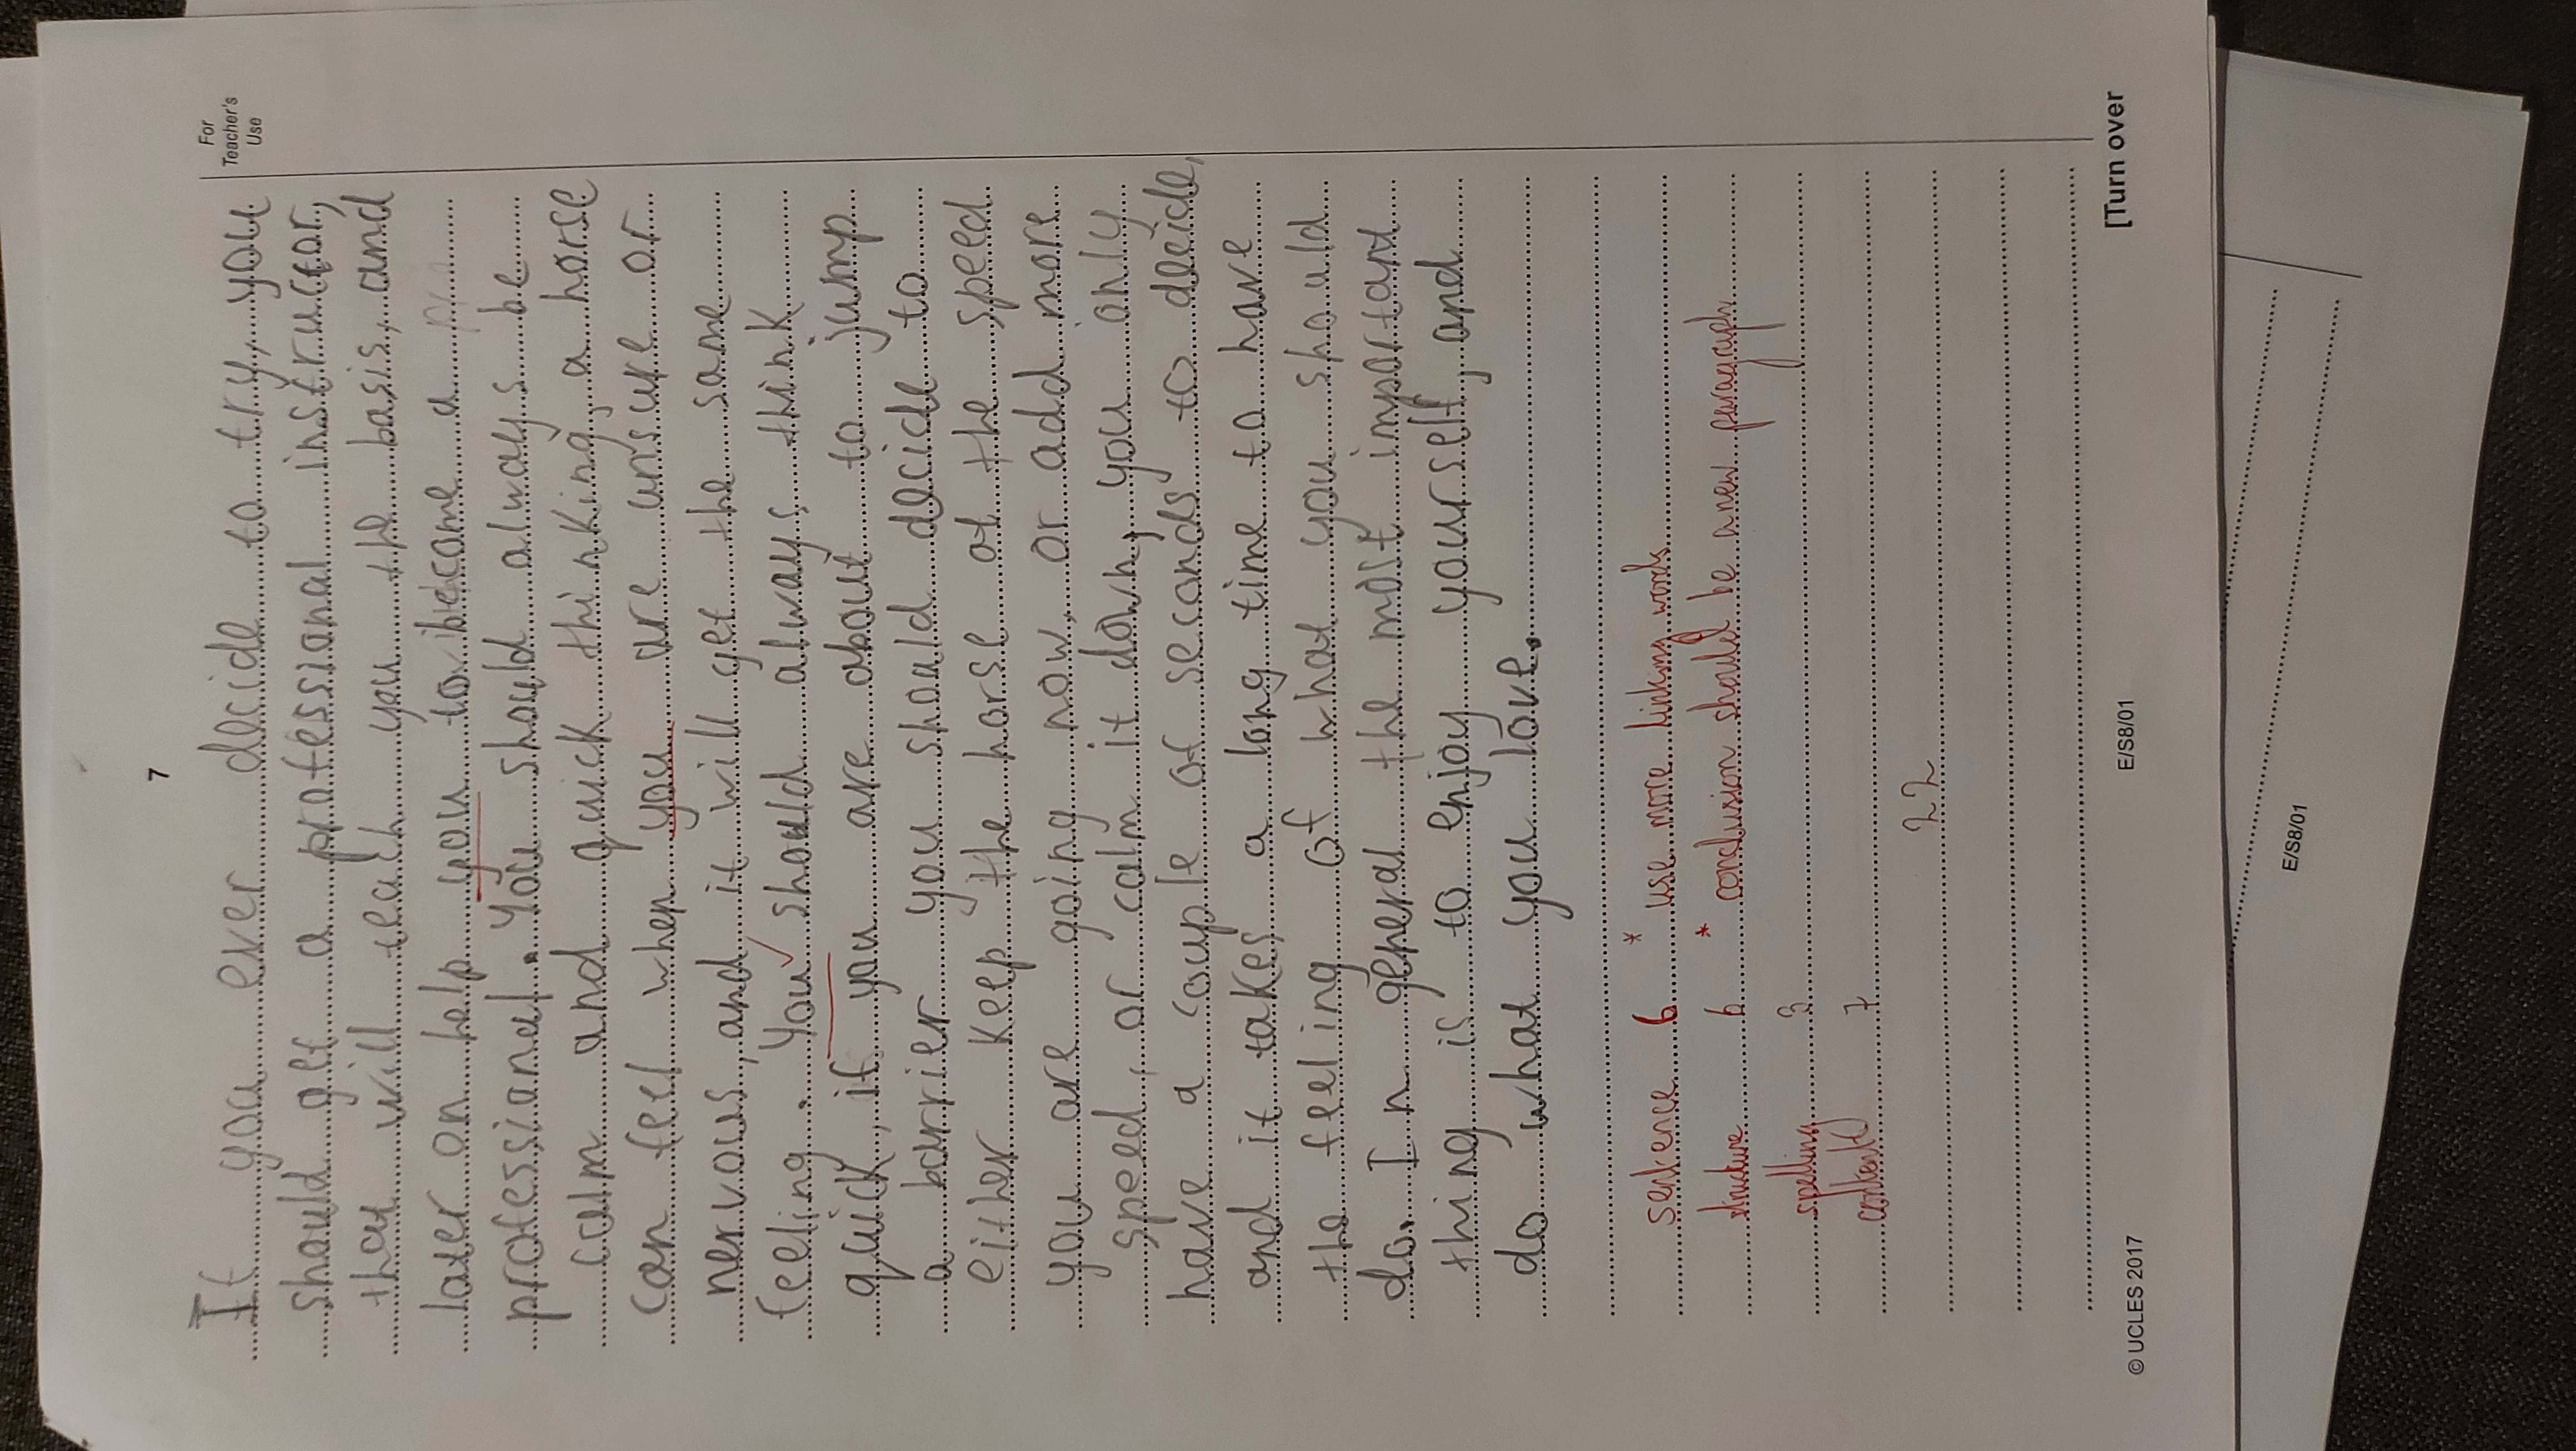 7
For
Teacher's
Use
If you ever decide to try, you
should get a professional instructor,
that will teach you the basis, and
later on help you to become a
professional. You should always be
calm and quick thinking, a horse
can feel when you are unsure or
nervous, and it will get the same
feeling. You should always think
quick, if you are about to jump
a barrier you should decide to
either keep the horse at the speed
you are going now, or add more
speed, or calm it down, you only
have a couple of seconds to decide,
and it takes a long time to have
the feeling of what you should
do. In general the most important
thing is to enjoy yourself, and
do what you love.
sentence 6 * use more linking words
structure 6 * conclusion should be a new paragraph
spelling 3
content 7
22
© UCLES 2017
E/S8/01
[Turn over
E/S8/01